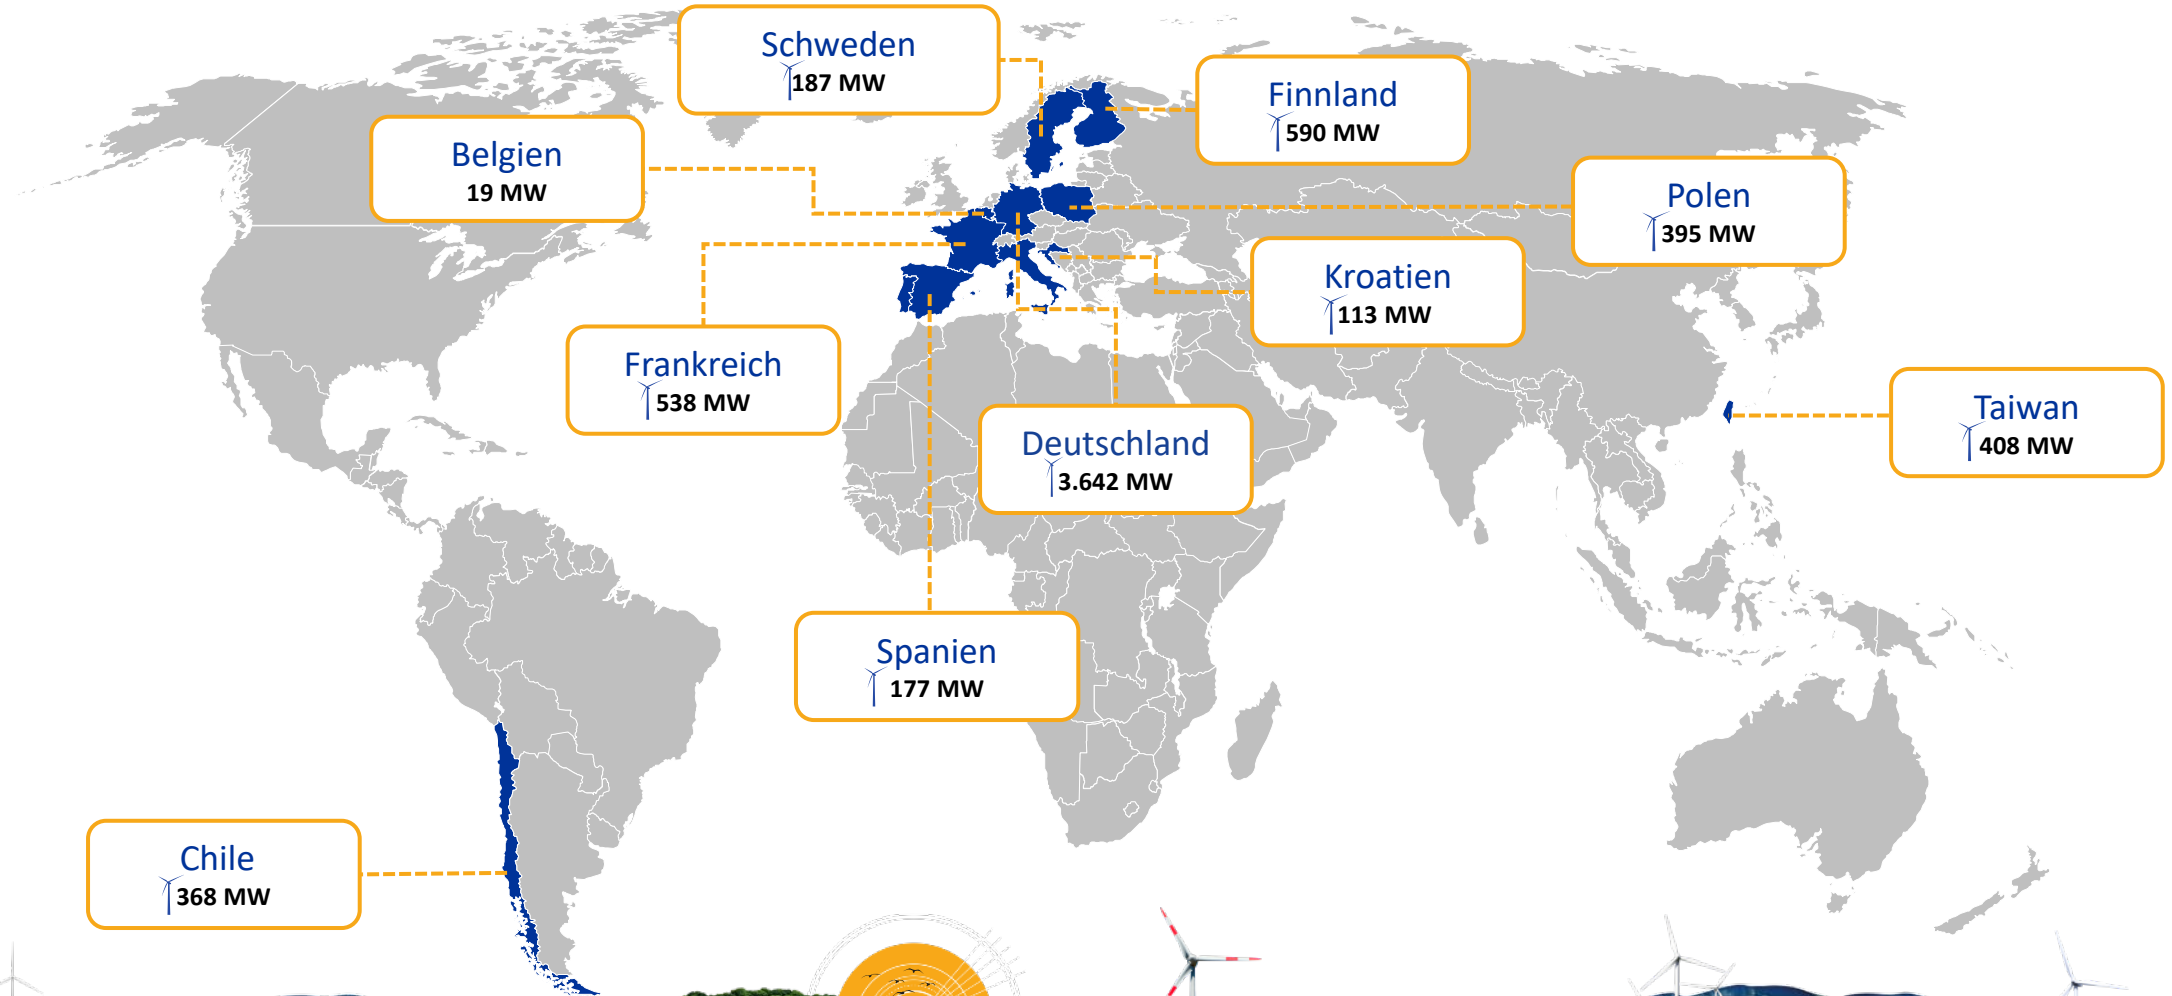 Schweden
187 MW
Finnland
590 MW
Belgien
19 MW
Polen
395 MW
Kroatien
113 MW
Frankreich
538 MW
Taiwan
408 MW
Deutschland
3.642 MW
Spanien
177 MW
Chile
368 MW